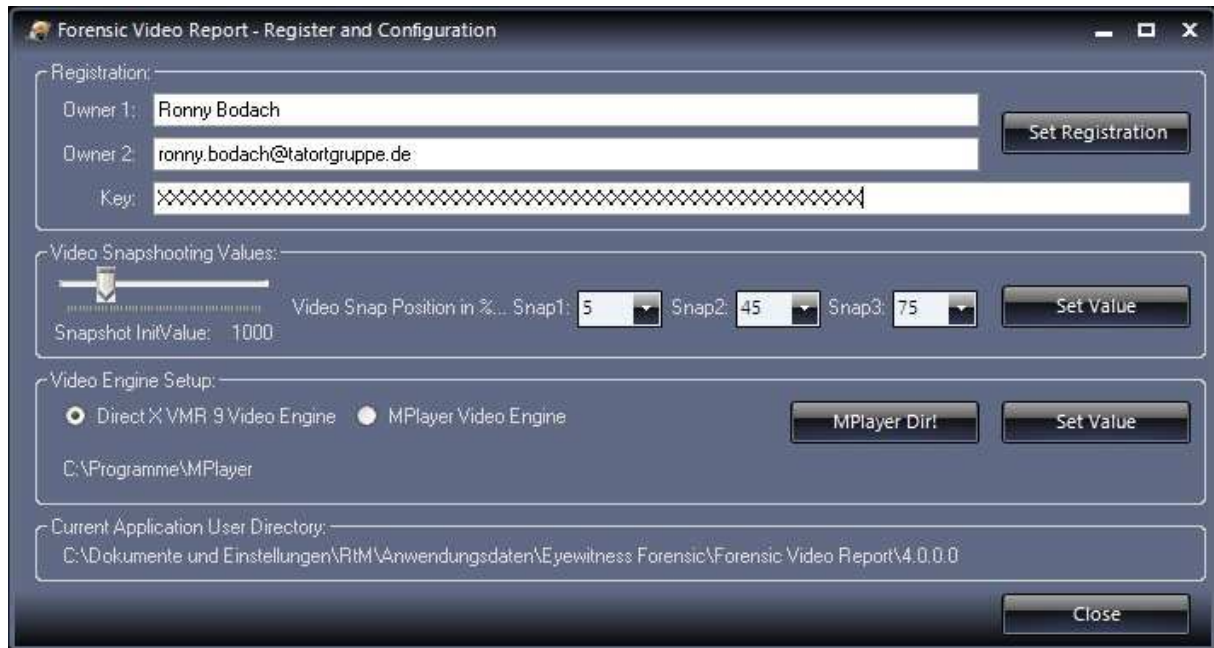 Forensic Video Report - Register and Configuration
Registration:
Owner 1: Ronny Bodach
Set Registration
Owner 2: ronny.bodach@tatortgruppe.de
Key:
Video Snapshooting Values:
Video Snap Position in %... Snap1: 5 Snap2: 45 Snap3: 75 Set Value
Snapshot InitValue: 1000
Video Engine Setup:
Direct X VMR 9 Video Engine MPlayer Video Engine MPlayer Dir! Set Value
C:\Programme\MPlayer
Current Application User Directory:
C:\Dokumente und Einstellungen\RtM\Anwendungsdaten\Eyewitness Forensic\Forensic Video Report\4.0.0.0
Close